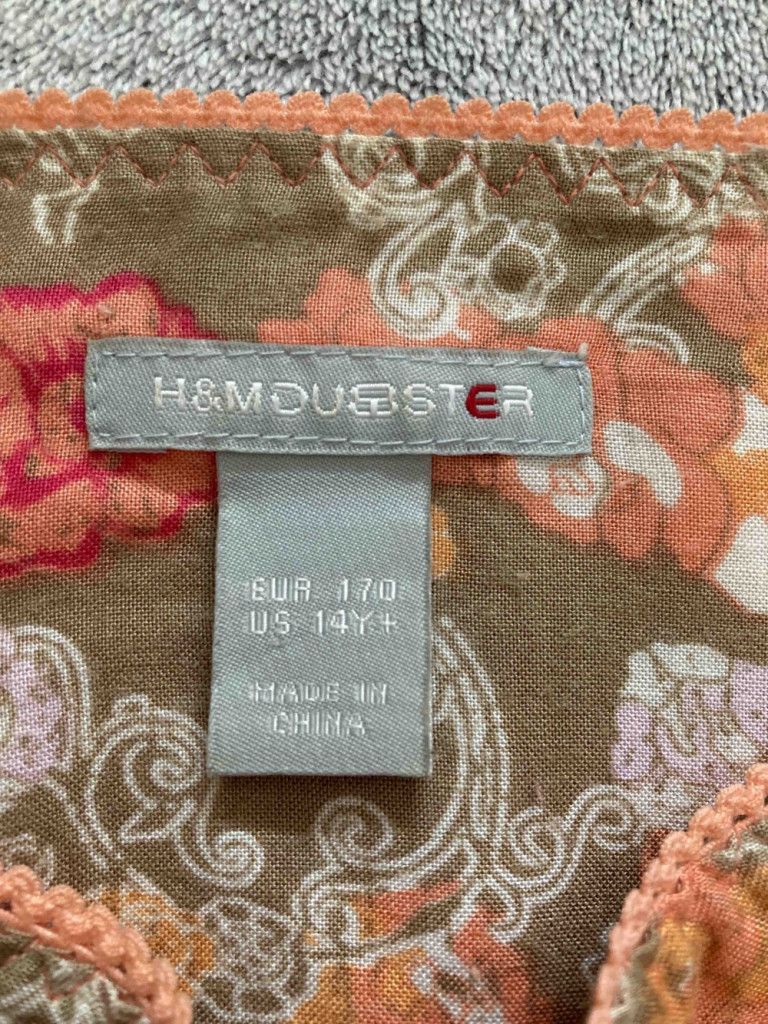 H&M DUBSTER
EUR 170
US 14Y+
MADE IN
CHINA